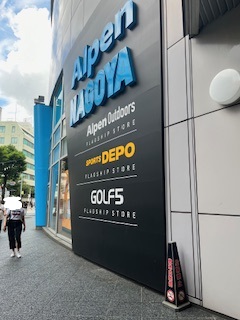 Alpen
NAGOYA
Alpen Outdoors
FLAGSHIP STORE
SPORTS DEPO
FLAGSHIP STORE
GOLF5
FLAGSHIP STORE